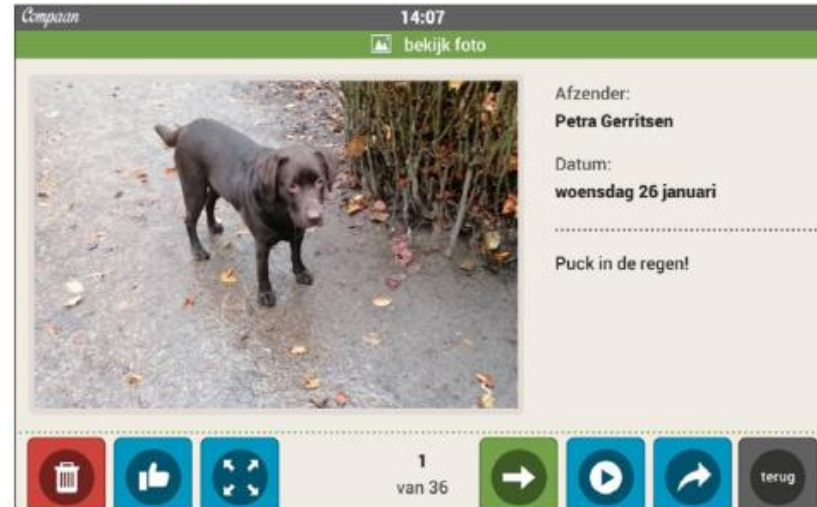 Compaan
14:07
bekijk foto
Afzender:
Petra Gerritsen
Datum:
woensdag 26 januari
Puck in de regen!
1
van 36
terug